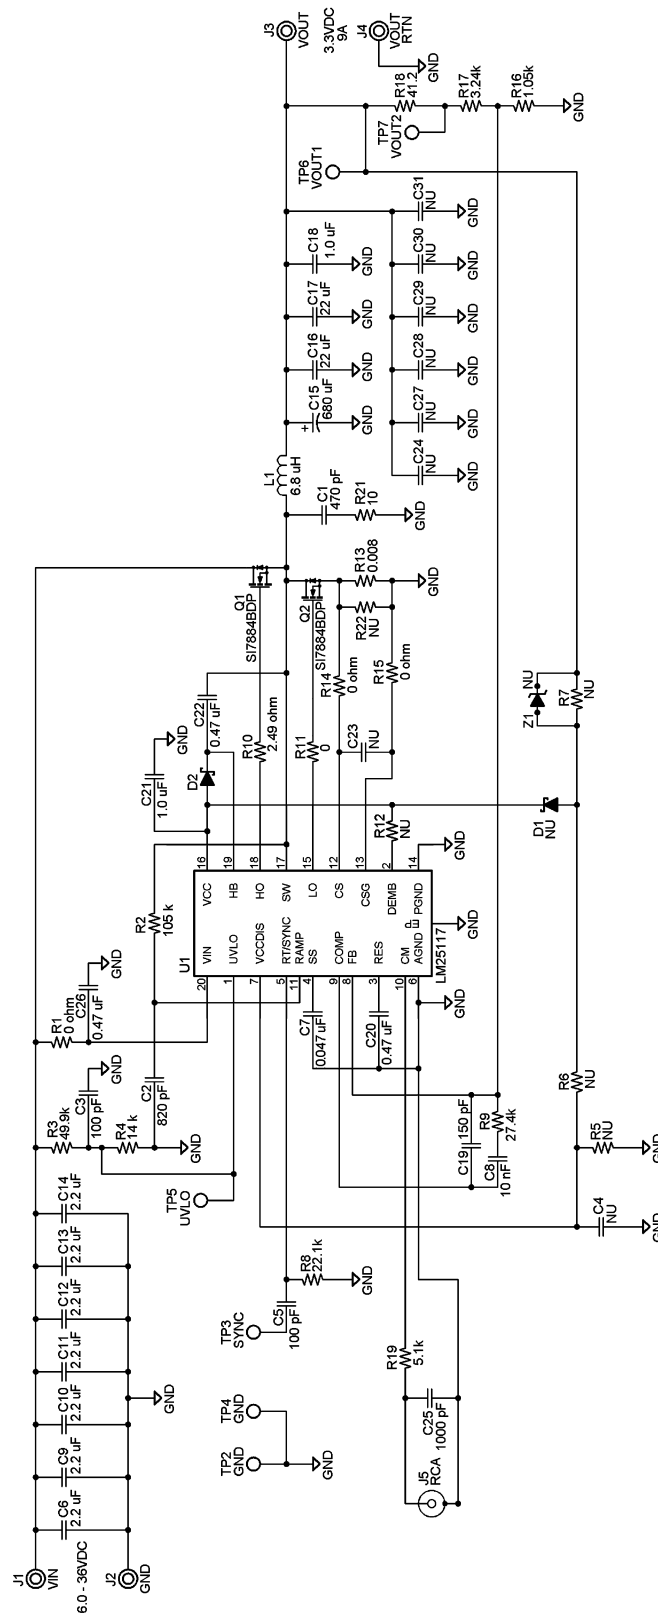 J1
VIN
6.0 - 36VDC
J2
GND
C6
2.2 uF
C9
2.2 uF
C10
2.2 uF
C11
2.2 uF
C12
2.2 uF
C13
2.2 uF
C14
2.2 uF
GND
R3
49.9k
C3
100 pF
GND
R4
14 k
GND
C2
820 pF
R1
0 ohm
C26
0.47 uF
GND
R2
105 k
TP5
UVLO
TP2
GND
TP4
GND
GND
TP3
SYNC
C5
100 pF
R8
22.1k
GND
J5
RCA
C25
1000 pF
R19
5.1k
U1
LM25117
VIN
20
UVLO
1
VCCDIS
7
RT/SYNC
5
RAMP
11
SS
4
COMP
9
FB
8
RES
3
CM
10
AGND
6
EP
VCC
16
HB
19
HO
18
SW
17
LO
15
CS
12
CSG
13
DEMB
2
PGND
14
GND
GND
GND
C7
0.047 uF
C20
0.47 uF
C19
150 pF
C8
10 nF
R9
27.4k
C4
NU
GND
R5
NU
GND
R6
NU
C21
1.0 uF
GND
D2
C22
0.47 uF
R10
2.49 ohm
R11
0
Q1
SI7884BDP
Q2
SI7884BDP
R12
NU
C23
NU
R14
0 ohm
R15
0 ohm
R22
NU
R13
0.008
GND
D1
NU
Z1
NU
R7
NU
C1
470 pF
R21
10
GND
L1
6.8 uH
+
C15
680 uF
GND
C16
22 uF
GND
C17
22 uF
GND
C18
1.0 uF
GND
C24
NU
GND
C27
NU
GND
C28
NU
GND
C29
NU
GND
C30
NU
GND
C31
NU
GND
TP6
VOUT1
TP7
VOUT2
R18
41.2
R17
3.24k
R16
1.05k
GND
J3
VOUT
3.3VDC
9A
J4
VOUT
RTN
GND